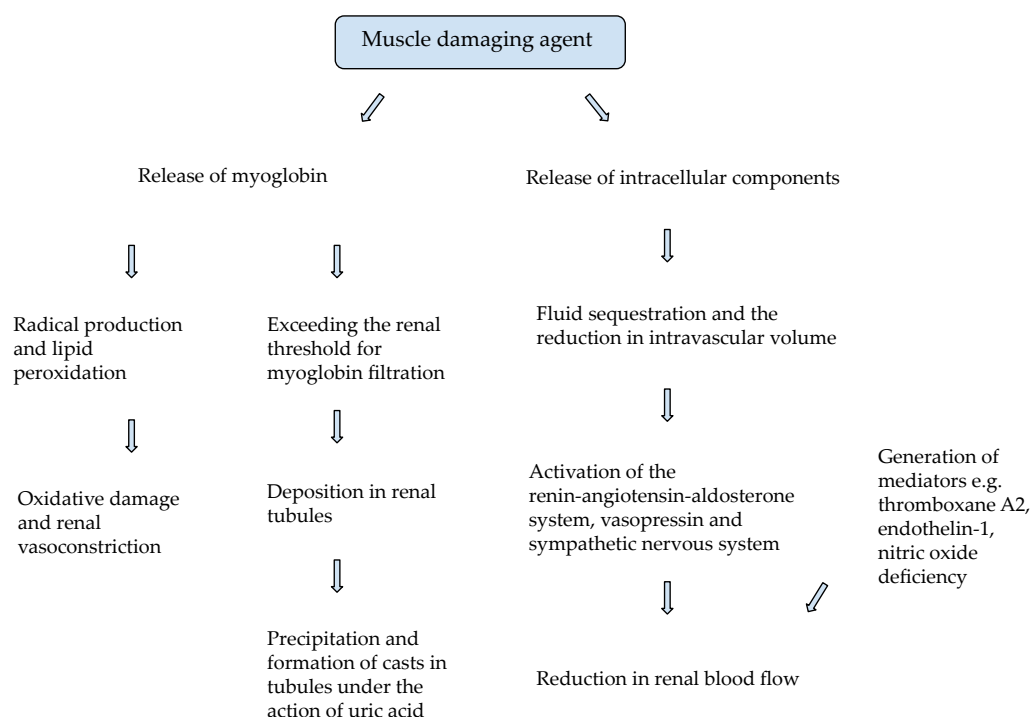 Muscle damaging agent
Release of myoglobin
Release of intracellular components
Radical production
and lipid
peroxidation
Exceeding the renal
threshold for
myoglobin filtration
Fluid sequestration and the
reduction in intravascular volume
Oxidative damage
and renal
vasoconstriction
Deposition in renal
tubules
Activation of the
renin-angiotensin-aldosterone
system, vasopressin and
sympathetic nervous system
Generation of
mediators e.g.
thromboxane A2,
endothelin-1,
nitric oxide
deficiency
Precipitation and
formation of casts in
tubules under the
action of uric acid
Reduction in renal blood flow